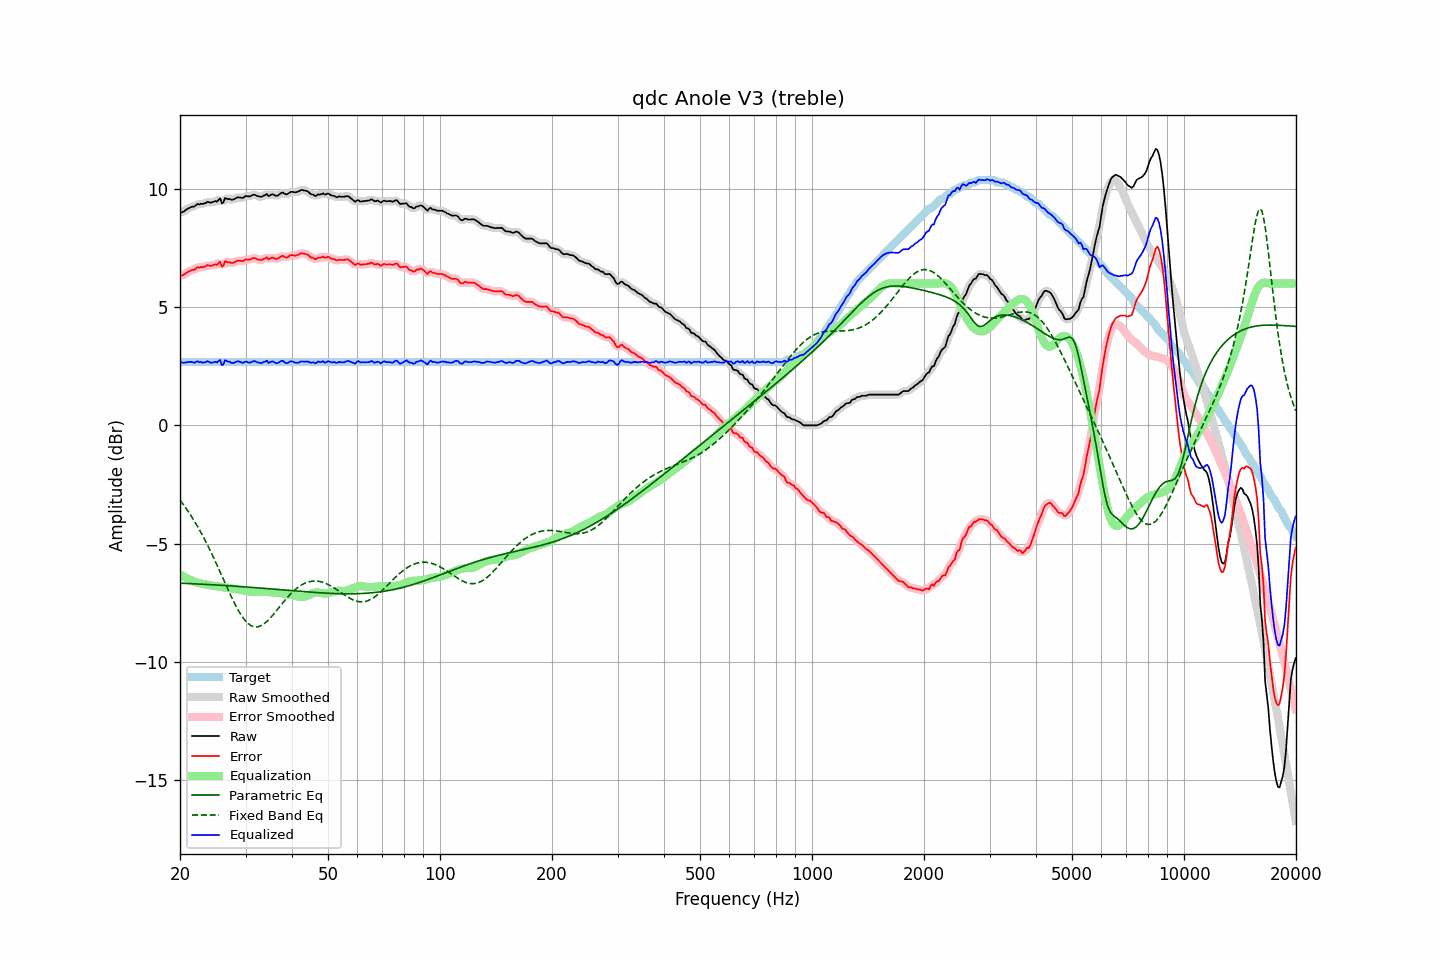 qdc Anole V3 (treble)
Amplitude (dBr)
10
5
0
−5
−10
−15
Target
Raw Smoothed
Error Smoothed
Raw
Error
Equalization
Parametric Eq
Fixed Band Eq
Equalized
20 50 100 200 500 1000 2000 5000 10000 20000
Frequency (Hz)